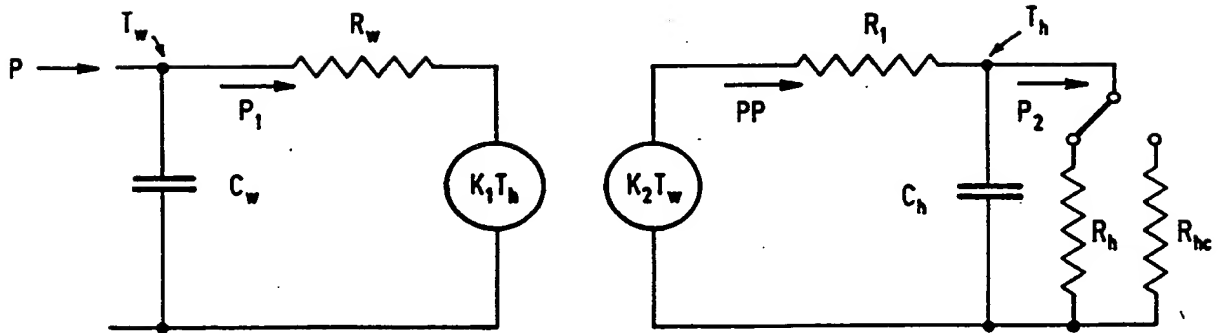 T_w
R_w
P
P_1
C_w
K_1T_h
R_1
T_h
PP
P_2
K_2T_w
C_h
R_h
R_hc